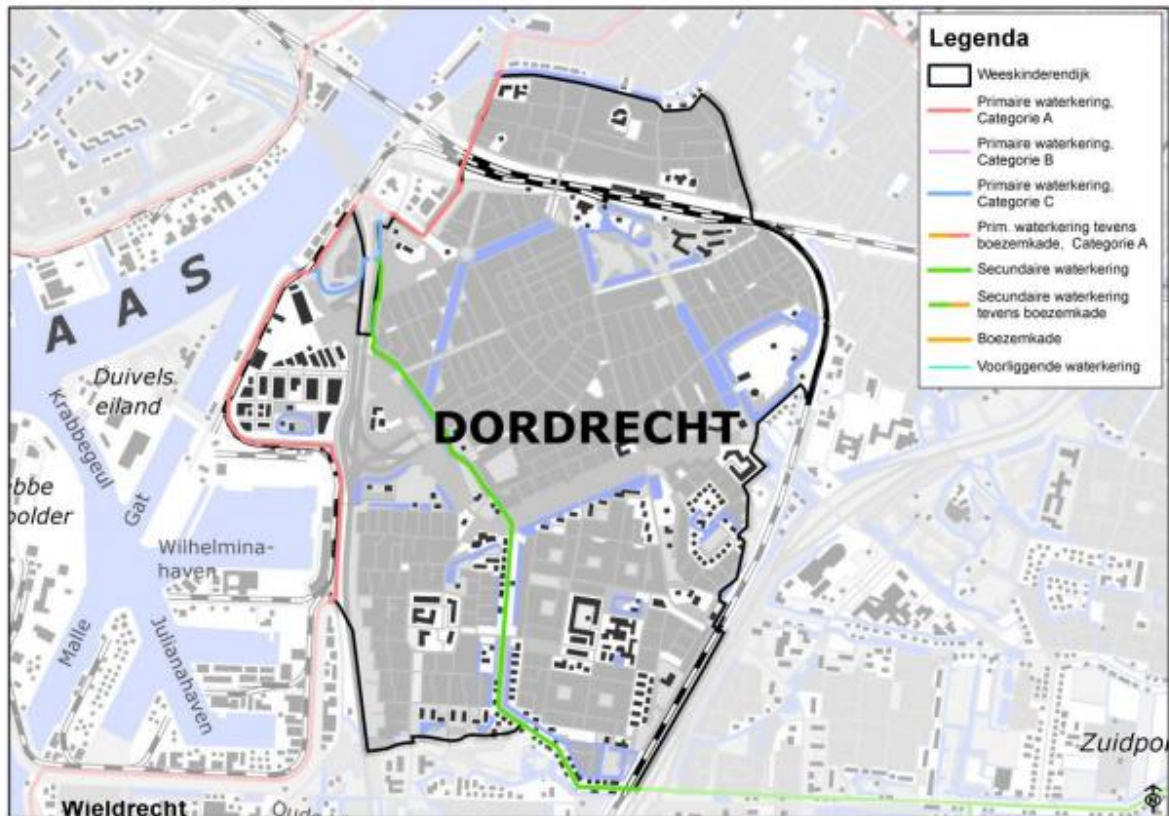 Legenda
Weeskinderendijk
Primaire waterkering.
Categorie A
Primaire waterkering.
Categorie B
Primaire waterkering.
Categorie C
Prim. waterkering tevens
boezemkade. Categorie A
Secundaire waterkering
Secundaire waterkering
tevens boezemkade
Boezemkade
Voorliggende waterkering
A A S
Duivels
eiland
Krabbegeul
DORDRECHT
bbe
polder
Gat
Wilhelmina-
haven
Malle
Julianahaven
Zuidpol
Wieldrecht
Oude